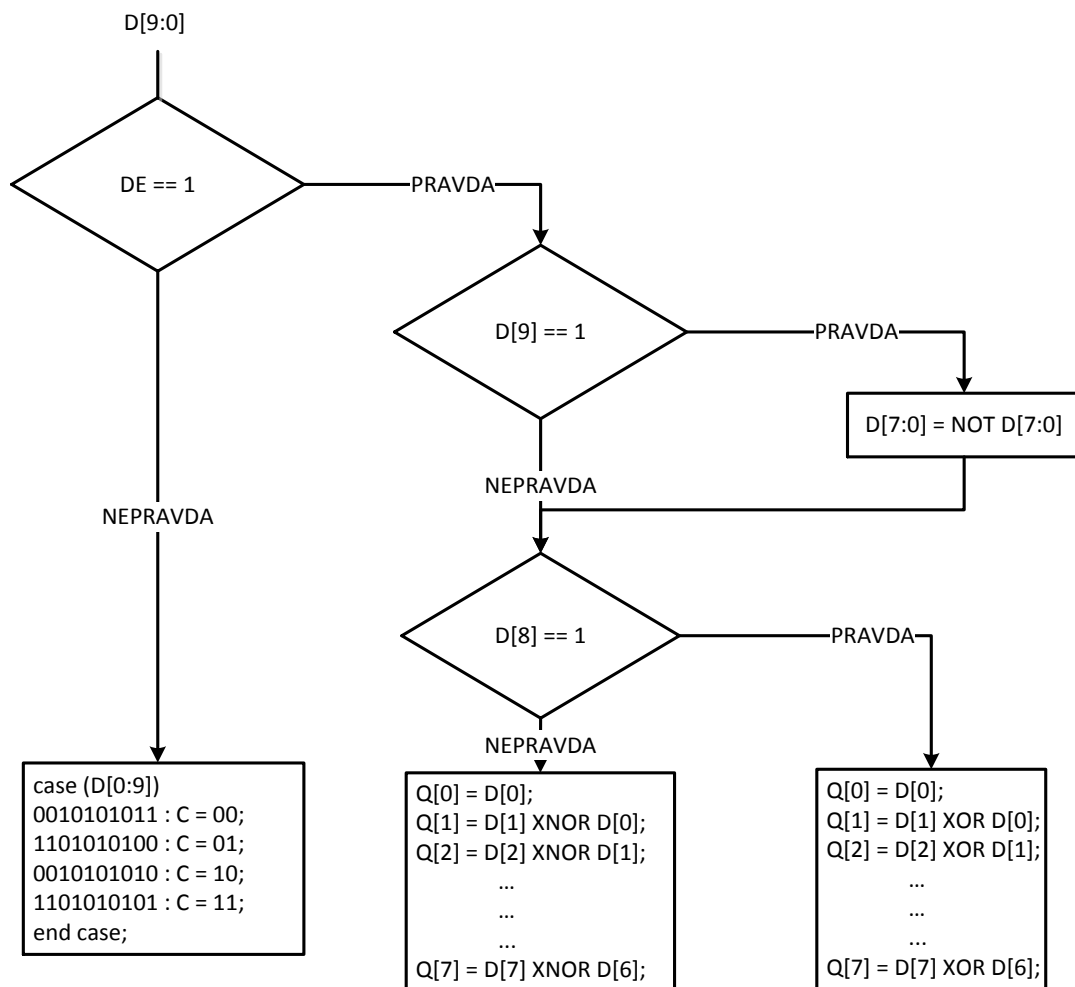 D[9:0]
DE == 1
PRAVDA
D[9] == 1
PRAVDA
D[7:0] = NOT D[7:0]
NEPRAVDA
NEPRAVDA
D[8] == 1
PRAVDA
NEPRAVDA
case (D[0:9])
0010101011 : C = 00;
1101010100 : C = 01;
0010101010 : C = 10;
1101010101 : C = 11;
end case;
Q[0] = D[0];
Q[1] = D[1] XNOR D[0];
Q[2] = D[2] XNOR D[1];
...
...
...
Q[7] = D[7] XNOR D[6];
Q[0] = D[0];
Q[1] = D[1] XOR D[0];
Q[2] = D[2] XOR D[1];
...
...
...
Q[7] = D[7] XOR D[6];